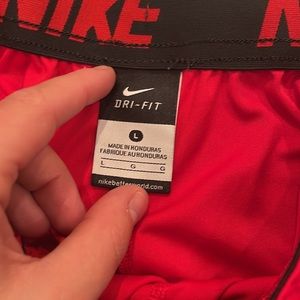 NIKE
DRI-FIT
L
MADE IN HONDURAS
FABRIQUE AU HONDURAS
L G G
nikebetterworld.com